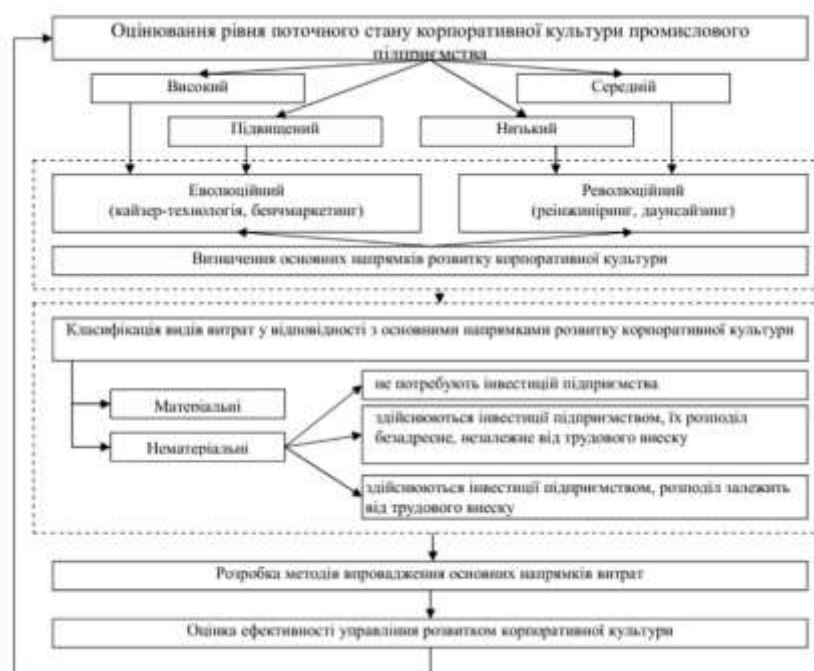 Оцінювання рівня поточного стану корпоративної культури промислового
підприємства
Високий
Середній
Підвищений
Низький
Еволюційний
(кайзер-технологія, бенчмаркетинг)
Революційний
(реінжиніринг, даунсайзинг)
Визначення основних напрямків розвитку корпоративної культури
Класифікація видів витрат у відповідності з основними напрямками розвитку корпоративної культури
Матеріальні
Нематеріальні
не потребують інвестицій підприємства
здійснюються інвестиції підприємством, їх розподіл
безадресне, незалежне від трудового внеску
здійснюються інвестиції підприємством, розподіл залежить
від трудового внеску
Розробка методів впровадження основних напрямків витрат
Оцінка ефективності управління розвитком корпоративної культури